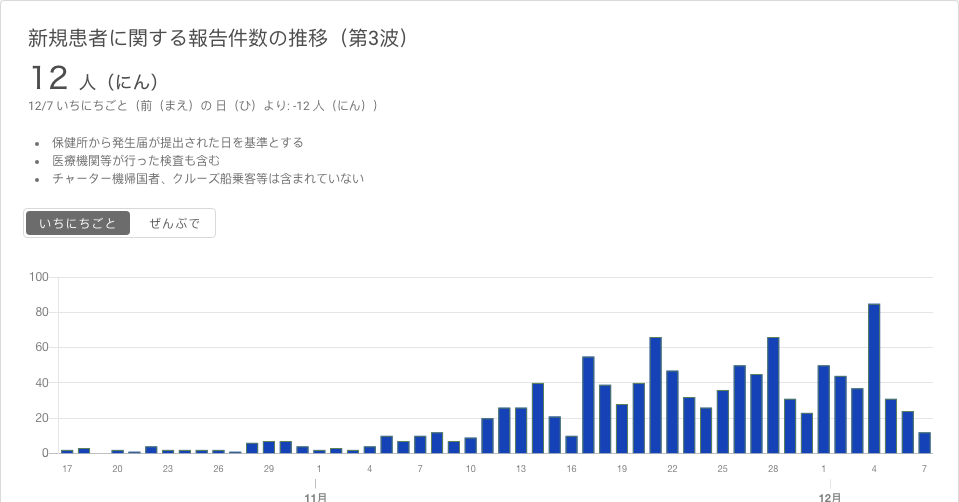 新規患者に関する報告件数の推移（第3波）
12 人（にん）
12/7 いちにちごと（前（まえ）の 日（ひ）より: -12 人（にん））
保健所から発生届が提出された日を基準とする
医療機関等が行った検査も含む
チャーター機帰国者、クルーズ船乗客等は含まれていない
いちにちごと ぜんぶで
100
80
60
40
20
0
17 20 23 26 29 1 4 7 10 13 16 19 22 25 28 1 4 7
11月 12月